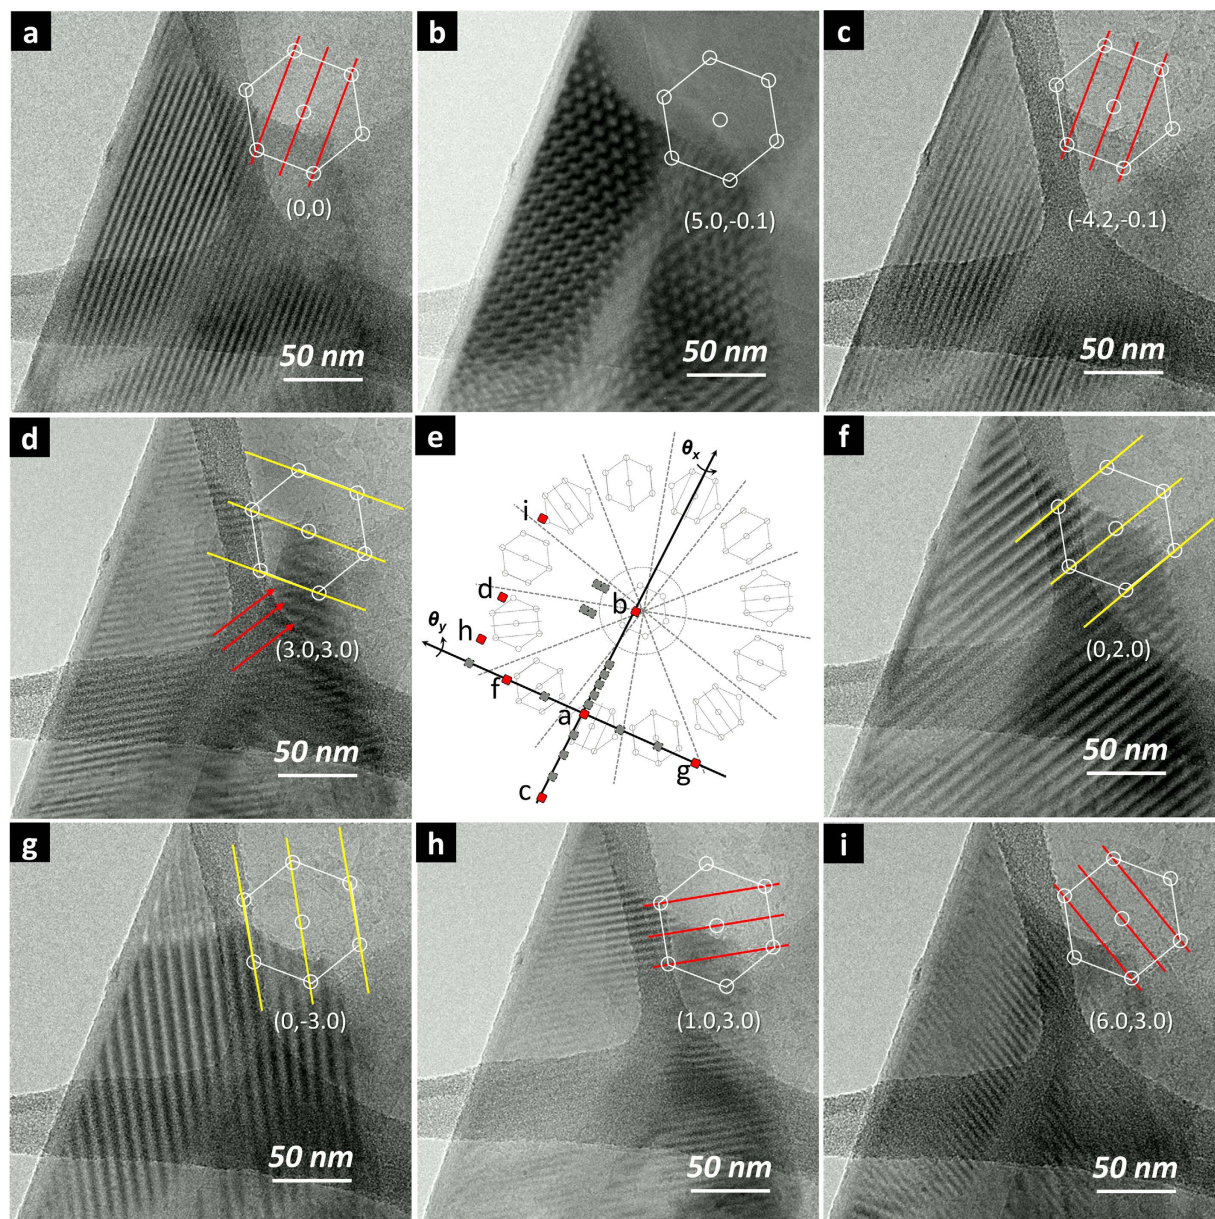 a
(0,0)
50 nm
b
(5.0,-0.1)
50 nm
c
(-4.2,-0.1)
50 nm
d
(3.0,3.0)
50 nm
e
θx
i
d
b
h
θy
f
a
g
c
f
(0,2.0)
50 nm
g
(0,-3.0)
50 nm
h
(1.0,3.0)
50 nm
i
(6.0,3.0)
50 nm